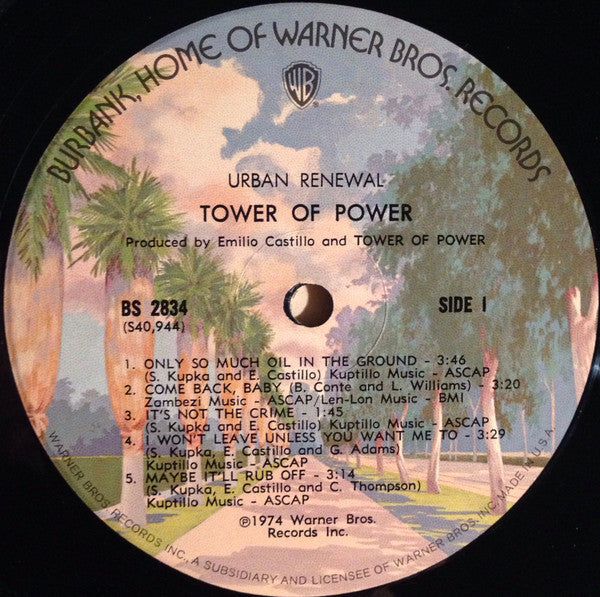 BURBANK, HOME OF WARNER BROS. RECORDS
WB
®
URBAN RENEWAL
TOWER OF POWER
Produced by Emilio Castillo and TOWER OF POWER
BS 2834
(S40,944)
SIDE I
1. ONLY SO MUCH OIL IN THE GROUND - 3:46
(S. Kupka and E. Castillo) Kuptillo Music - ASCAP
2. COME BACK, BABY (B. Conte and L. Williams) - 3:20
Zambezi Music - ASCAP/Len-Lon Music - BMI
3. IT'S NOT THE CRIME - 1:45
(S. Kupka and E. Castillo) Kuptillo Music - ASCAP
4. I WON'T LEAVE UNLESS YOU WANT ME TO - 3:29
(S. Kupka, E. Castillo and G. Adams)
Kuptillo Music - ASCAP
5. MAYBE IT'LL RUB OFF - 3:14
(S. Kupka, E. Castillo and C. Thompson)
Kuptillo Music - ASCAP
℗1974 Warner Bros.
Records Inc.
WARNER BROS. RECORDS INC., A SUBSIDIARY AND LICENSEE OF WARNER BROS. INC. MADE IN U.S.A.